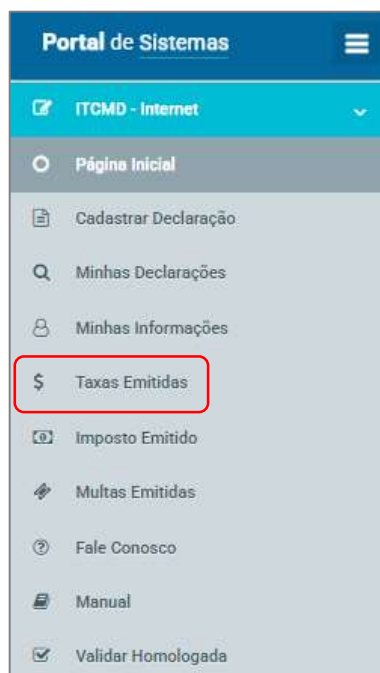 Portal de Sistemas
ITCMD - Internet
Página Inicial
Cadastrar Declaração
Minhas Declarações
Minhas Informações
$ Taxas Emitidas
Imposto Emitido
Multas Emitidas
Fale Conosco
Manual
Validar Homologada